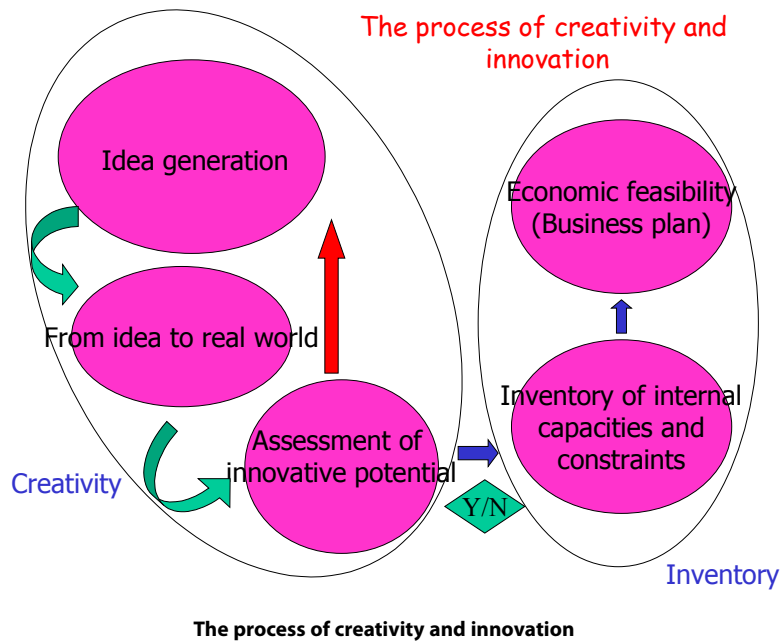 The process of creativity and
innovation
Idea generation
Economic feasibility
(Business plan)
From idea to real world
Inventory of internal
capacities and
constraints
Assessment of
innovative potential
Creativity
Y/N
Inventory
The process of creativity and innovation